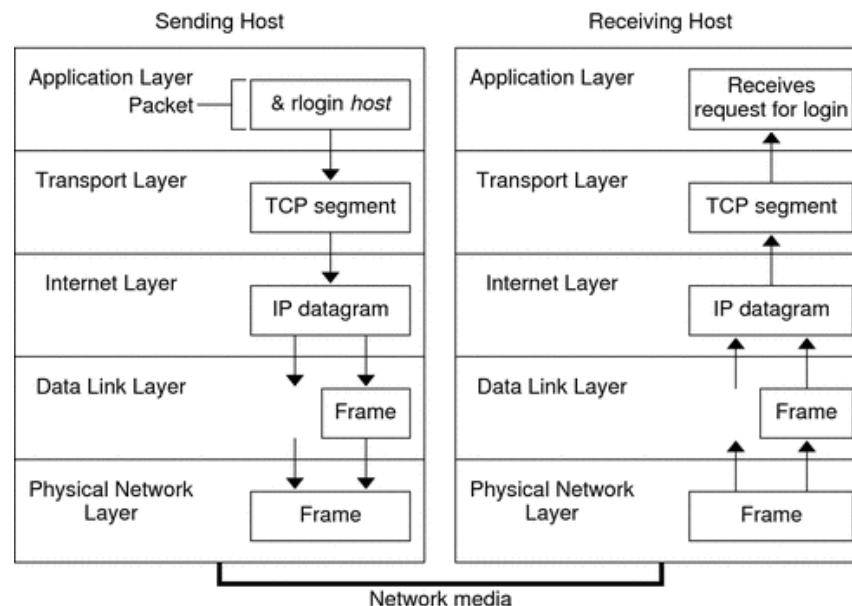 Sending Host
Application Layer
Packet
& rlogin host
Transport Layer
TCP segment
Internet Layer
IP datagram
Data Link Layer
Frame
Physical Network
Layer
Frame
Receiving Host
Application Layer
Receives
request for login
Transport Layer
TCP segment
Internet Layer
IP datagram
Data Link Layer
Frame
Physical Network
Layer
Frame
Network media